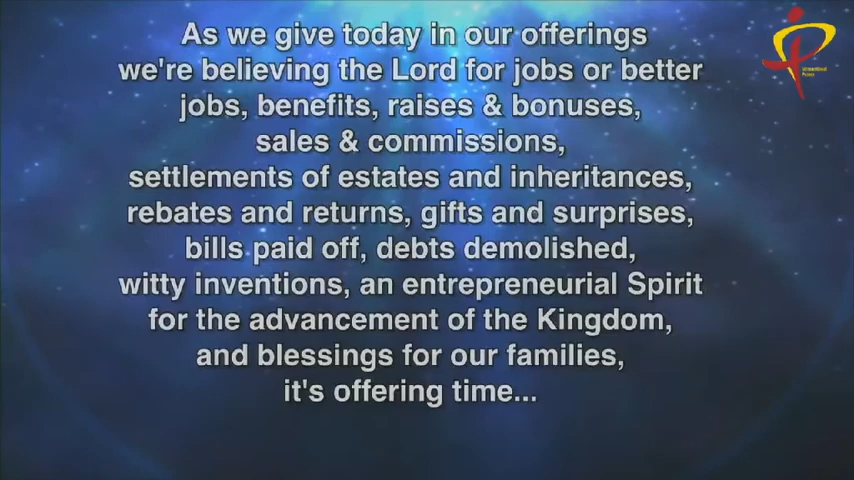 As we give today in our offerings
we're believing the Lord for jobs or better
jobs, benefits, raises & bonuses,
sales & commissions,
settlements of estates and inheritances,
rebates and returns, gifts and surprises,
bills paid off, debts demolished,
witty inventions, an entrepreneurial Spirit
for the advancement of the Kingdom,
and blessings for our families,
it's offering time...
International